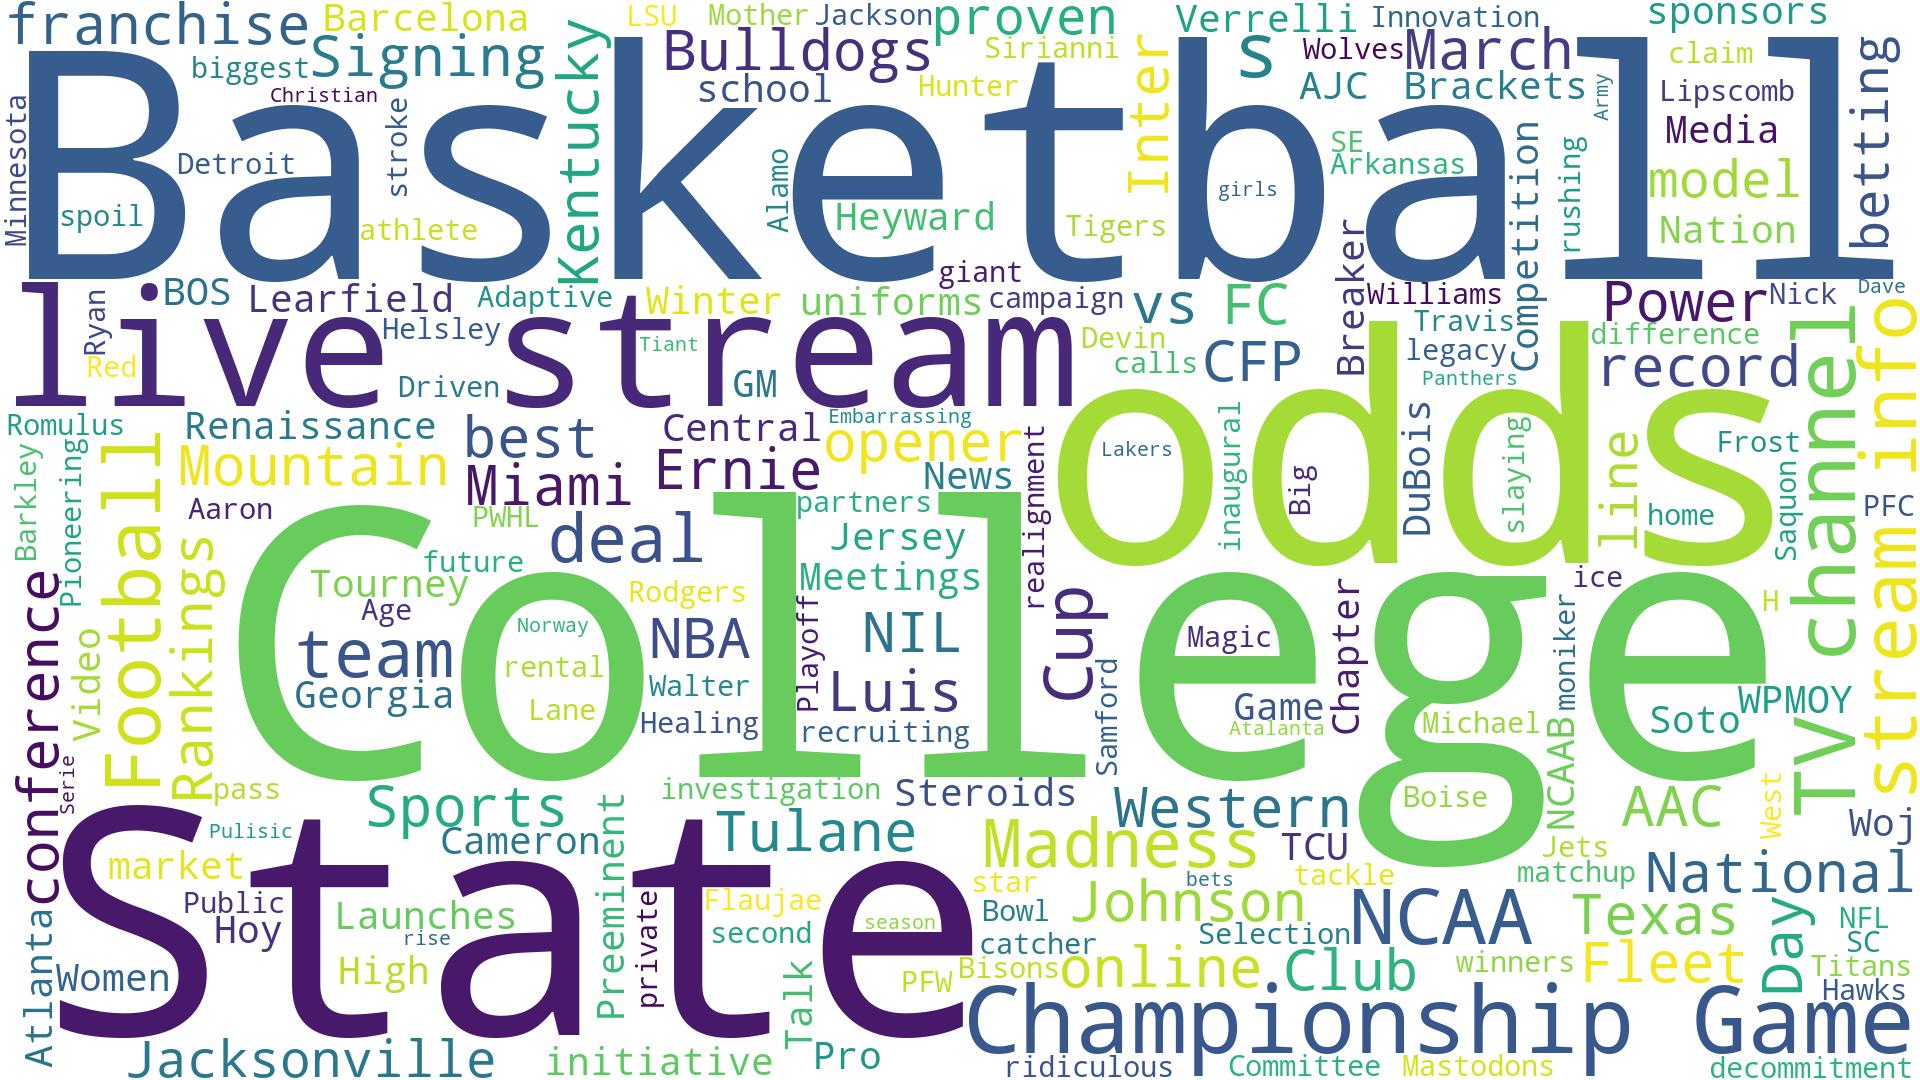 franchise
Barcelona
LSU
Mother
Jackson
proven
Verrelli
Innovation
sponsors
biggest
Signing
Kentucky
Bulldogs
Sirianni
Inter
s
Wolves
March
claim
betting
Christian
school
Hunter
AJC
Brackets
Army
Lipscomb
Basketball
Minnesota
Detroit
stroke
Alamo
SE
Arkansas
Competition
rushing
Media
model
spoil
athlete
Heyward
Tigers
girls
Nation
giant
Breaker
live stream
BOS
Learfield
Adaptive
Winter
uniforms
campaign
vs
FC
Williams
Power
Nick
Dave
Ryan
Helsley
Tiant
Devin
Travis
difference
Red
Driven
GM
calls
CFP
legacy
Panthers
record
channel
stream info
Romulus
Renaissance
best
Central
Embarrassing
opener
odds
Lakers
inaugural
Big
DuBois
slaying
line
Frost
Barkley
Pioneering
Football
Mountain
Miami
Ernie
News
realignment
Saquon
home
PFC
Aaron
PWHL
partners
Rankings
deal
Jersey
future
Meetings
College
Tourney
Age
Rodgers
Cup
ice
H
conference
Video
team
Norway
NBA
Playoff
NIL
Magic
Chapter
moniker
Georgia
rental
Walter
Luis
Samford
Game
Michael
Soto
WPMOY
TV
Lane
Healing
recruiting
Atalanta
NCAAB
Serie
pass
investigation
Steroids
Western
Boise
AAC
West
Woj
State
Pulisic
Sports
Cameron
Tulane
Madness
TCU
Jets
market
Preeminent
star
bets
tackle
matchup
National
Public
Hoy
Launches
rise
private
Flaujae
second
season
Bowl
Johnson
Selection
NCAA
Texas
Day
NFL
SC
Atlanta
Women
High
Talk
PFW
catcher
Bisons
online
Club
winners
Fleet
Titans
Hawks
Championship Game
Jacksonville
initiative
Pro
ridiculous
Committee
Mastodons
decommitment